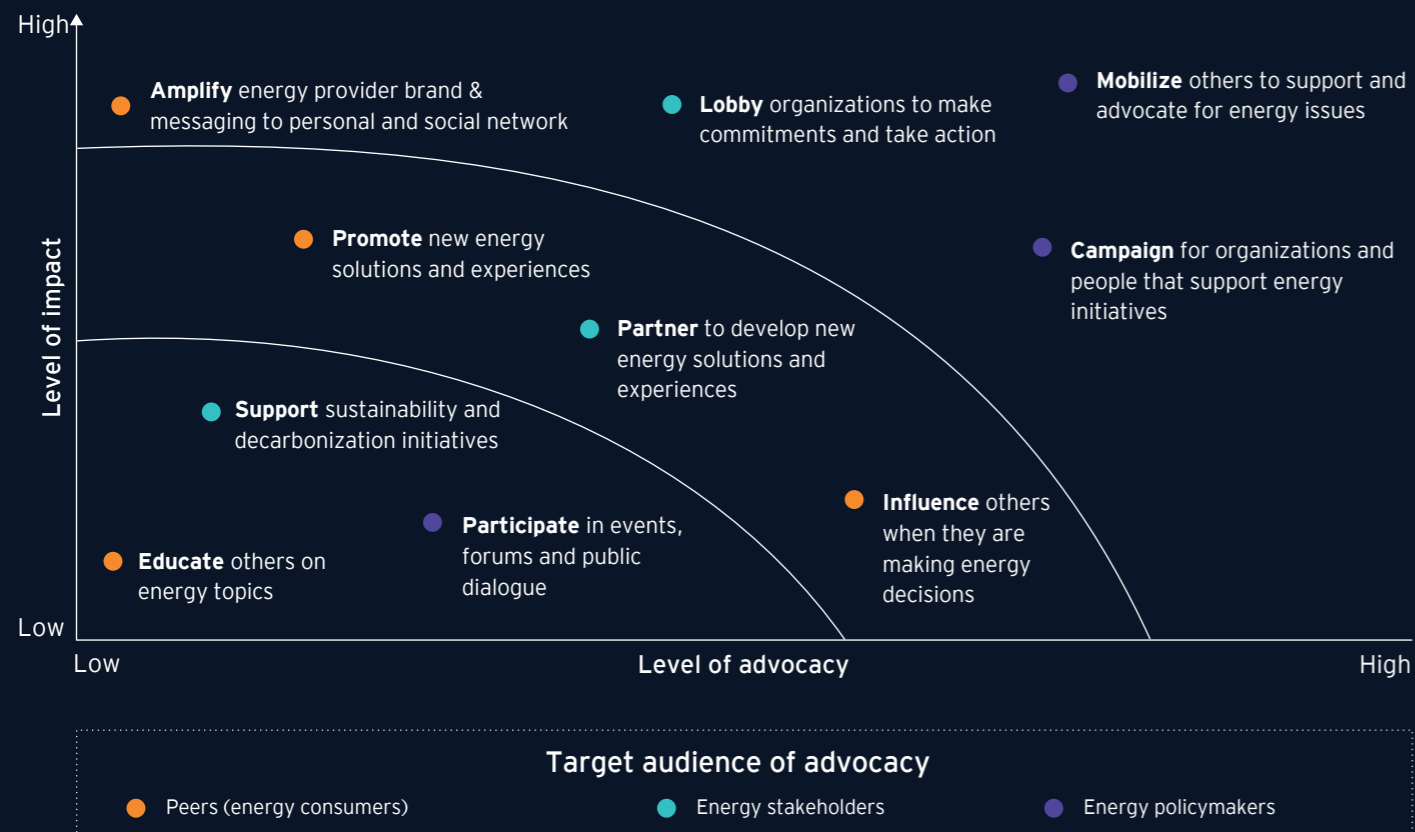 High
Amplify energy provider brand &
messaging to personal and social network
Lobby organizations to make
commitments and take action
Mobilize others to support and
advocate for energy issues
Promote new energy
solutions and experiences
Campaign for organizations and
people that support energy
initiatives
Level of impact
Partner to develop new
energy solutions and
experiences
Support sustainability and
decarbonization initiatives
Influence others
when they are
making energy
decisions
Participate in events,
forums and public
dialogue
Educate others on
energy topics
Low
Low
Level of advocacy
High
Target audience of advocacy
Peers (energy consumers)
Energy stakeholders
Energy policymakers